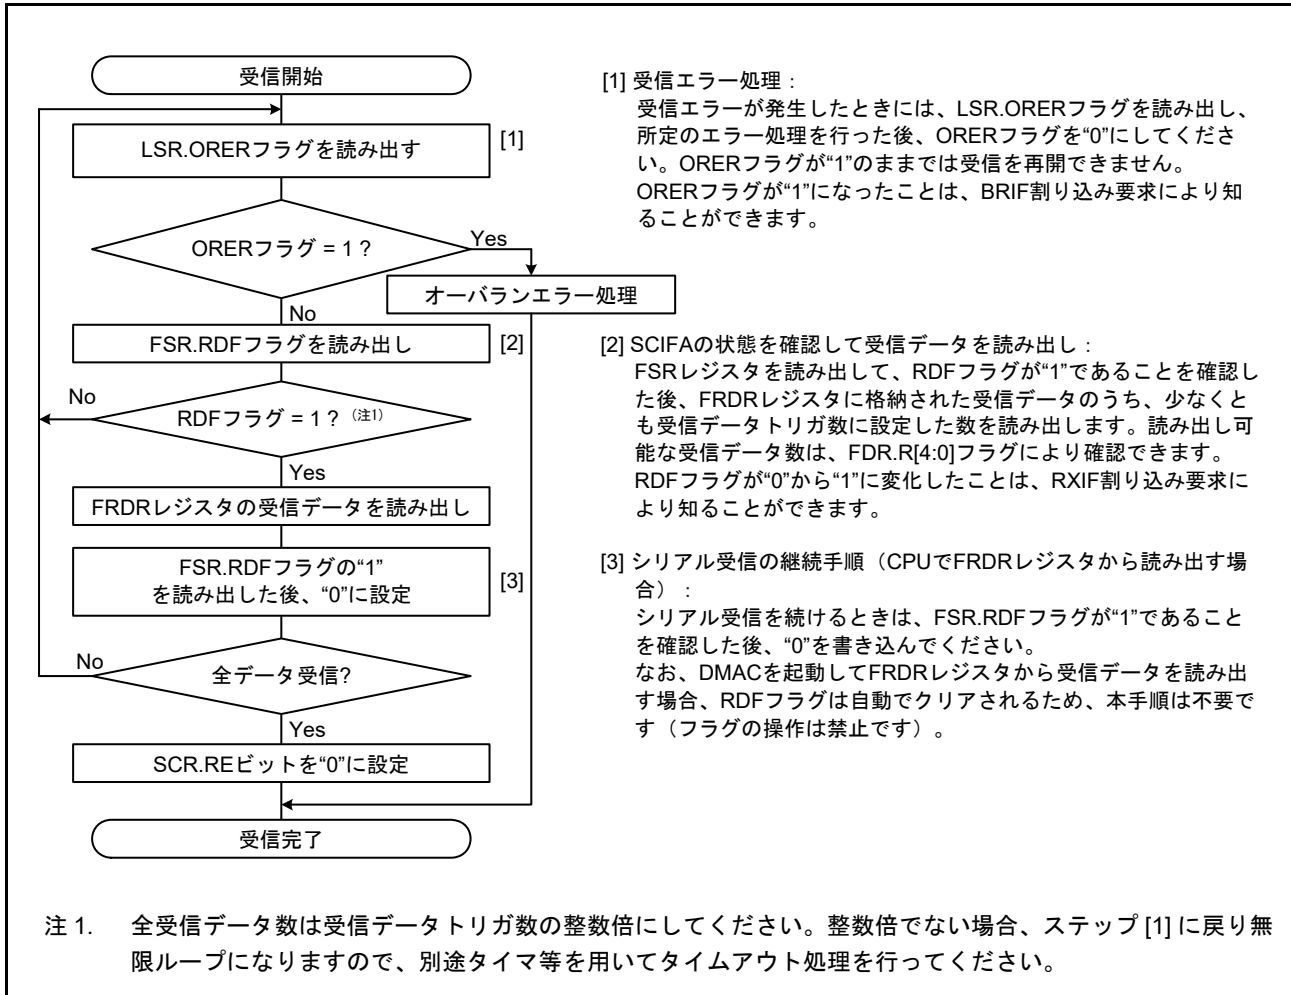 受信開始
LSR.ORERフラグを読み出す
[1]
ORERフラグ = 1 ?
Yes
オーバランエラー処理
No
FSR.RDFフラグを読み出し
[2]
No
RDFフラグ = 1 ? (注1)
Yes
FRDRレジスタの受信データを読み出し
FSR.RDFフラグの“1”
を読み出した後、“0”に設定
[3]
No
全データ受信?
Yes
SCR.REビットを“0”に設定
受信完了
[1] 受信エラー処理：
受信エラーが発生したときには、LSR.ORERフラグを読み出し、
所定のエラー処理を行った後、ORERフラグを“0”にしてくださ
い。ORERフラグが“1”のままでは受信を再開できません。
ORERフラグが“1”になったことは、BRIF割り込み要求により知
ることができます。
[2] SCIFAの状態を確認して受信データを読み出し：
FSRレジスタを読み出して、RDFフラグが“1”であることを確認し
た後、FRDRレジスタに格納された受信データのうち、少なくと
も受信データトリガ数に設定した数を読み出します。読み出し可
能な受信データ数は、FDR.R[4:0]フラグにより確認できます。
RDFフラグが“0”から“1”に変化したことは、RXIF割り込み要求に
より知ることができます。
[3] シリアル受信の継続手順（CPUでFRDRレジスタから読み出す場
合）：
シリアル受信を続けるときは、FSR.RDFフラグが“1”であること
を確認した後、“0”を書き込んでください。
なお、DMACを起動してFRDRレジスタから受信データを読み出
す場合、RDFフラグは自動でクリアされるため、本手順は不要で
す（フラグの操作は禁止です）。
注 1. 全受信データ数は受信データトリガ数の整数倍にしてください。整数倍でない場合、ステップ [1] に戻り無
限ループになりますので、別途タイマ等を用いてタイムアウト処理を行ってください。